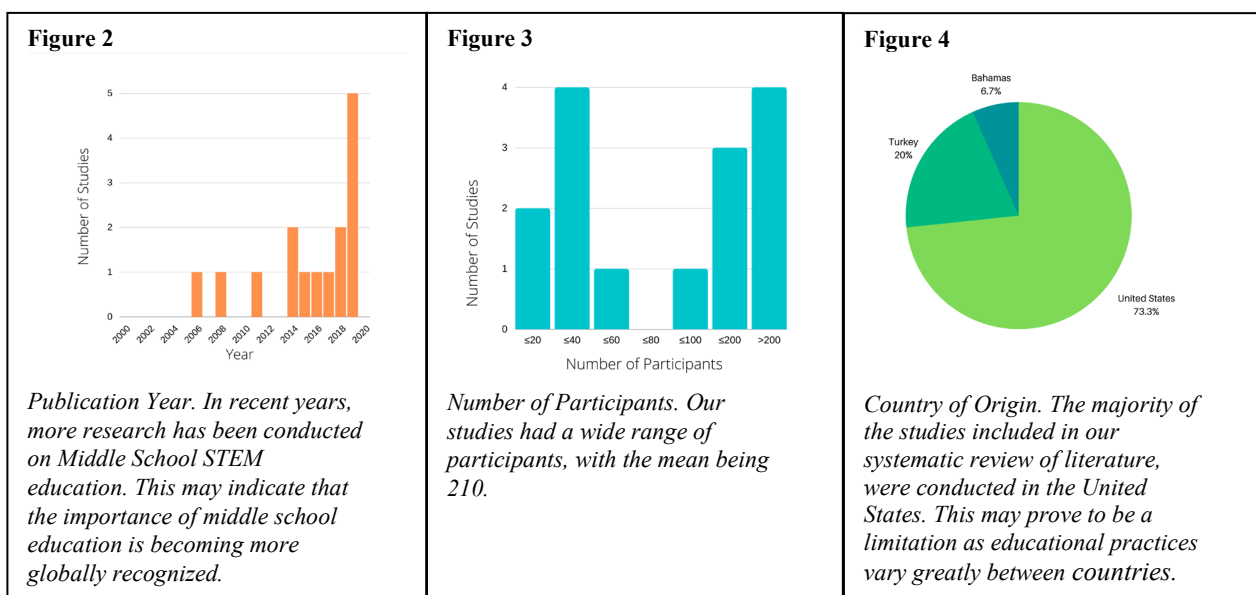 Figure 2
5
4
3
2
1
0
Number of Studies
2000
2002
2004
2006
2008
2010
2012
2014
2016
2018
2020
Year
Publication Year. In recent years,
more research has been conducted
on Middle School STEM
education. This may indicate that
the importance of middle school
education is becoming more
globally recognized.
Figure 3
4
3
2
1
0
Number of Studies
≤20
≤40
≤60
≤80
≤100
≤200
>200
Number of Participants
Number of Participants. Our
studies had a wide range of
participants, with the mean being
210.
Figure 4
Bahamas
6.7%
Turkey
20%
United States
73.3%
Country of Origin. The majority of
the studies included in our
systematic review of literature,
were conducted in the United
States. This may prove to be a
limitation as educational practices
vary greatly between countries.